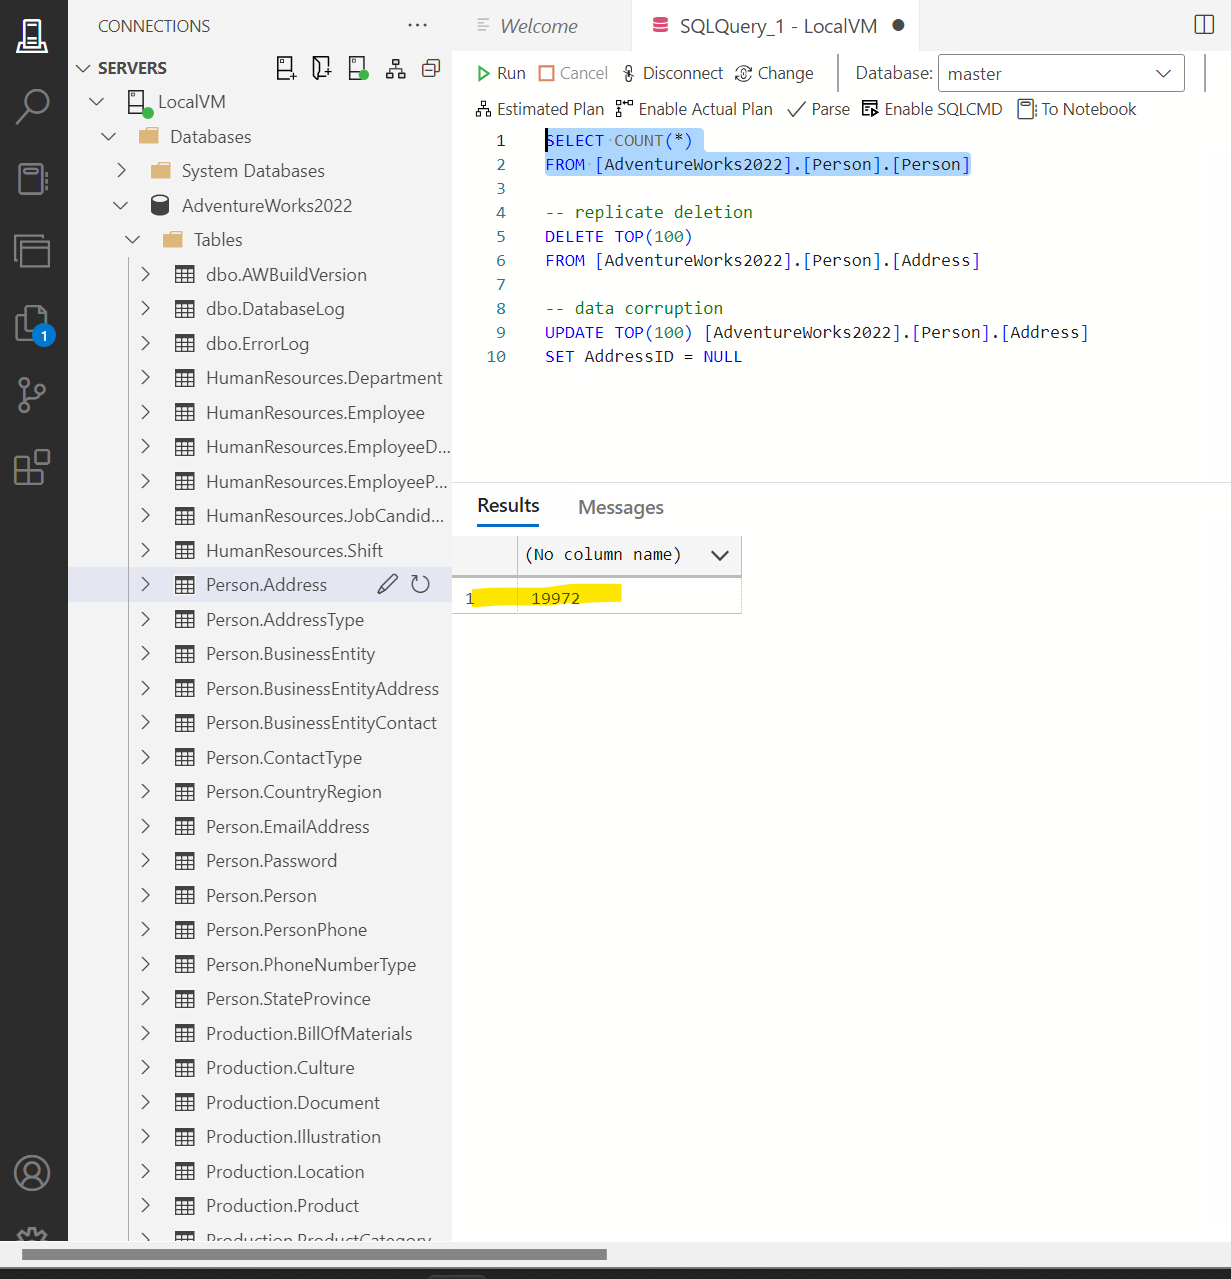 CONNECTIONS
SERVERS
LocalVM
Databases
System Databases
AdventureWorks2022
Tables
dbo.AWBuildVersion
dbo.DatabaseLog
dbo.ErrorLog
HumanResources.Department
HumanResources.Employee
HumanResources.EmployeeD...
HumanResources.EmployeeP...
HumanResources.JobCandid...
HumanResources.Shift
Person.Address
Person.AddressType
Person.BusinessEntity
Person.BusinessEntityAddress
Person.BusinessEntityContact
Person.ContactType
Person.CountryRegion
Person.EmailAddress
Person.Password
Person.Person
Person.PersonPhone
Person.PhoneNumberType
Person.StateProvince
Production.BillOfMaterials
Production.Culture
Production.Document
Production.Illustration
Production.Location
Production.Product
Production.ProductCategory
1
Welcome
SQLQuery_1 - LocalVM
Run Cancel Disconnect Change Database: master
Estimated Plan Enable Actual Plan Parse Enable SQLCMD To Notebook
1 SELECT COUNT(*)
2 FROM [AdventureWorks2022].[Person].[Person]
3
4 -- replicate deletion
5 DELETE TOP(100)
6 FROM [AdventureWorks2022].[Person].[Address]
7
8 -- data corruption
9 UPDATE TOP(100) [AdventureWorks2022].[Person].[Address]
10 SET AddressID = NULL
Results Messages
(No column name)
1 19972